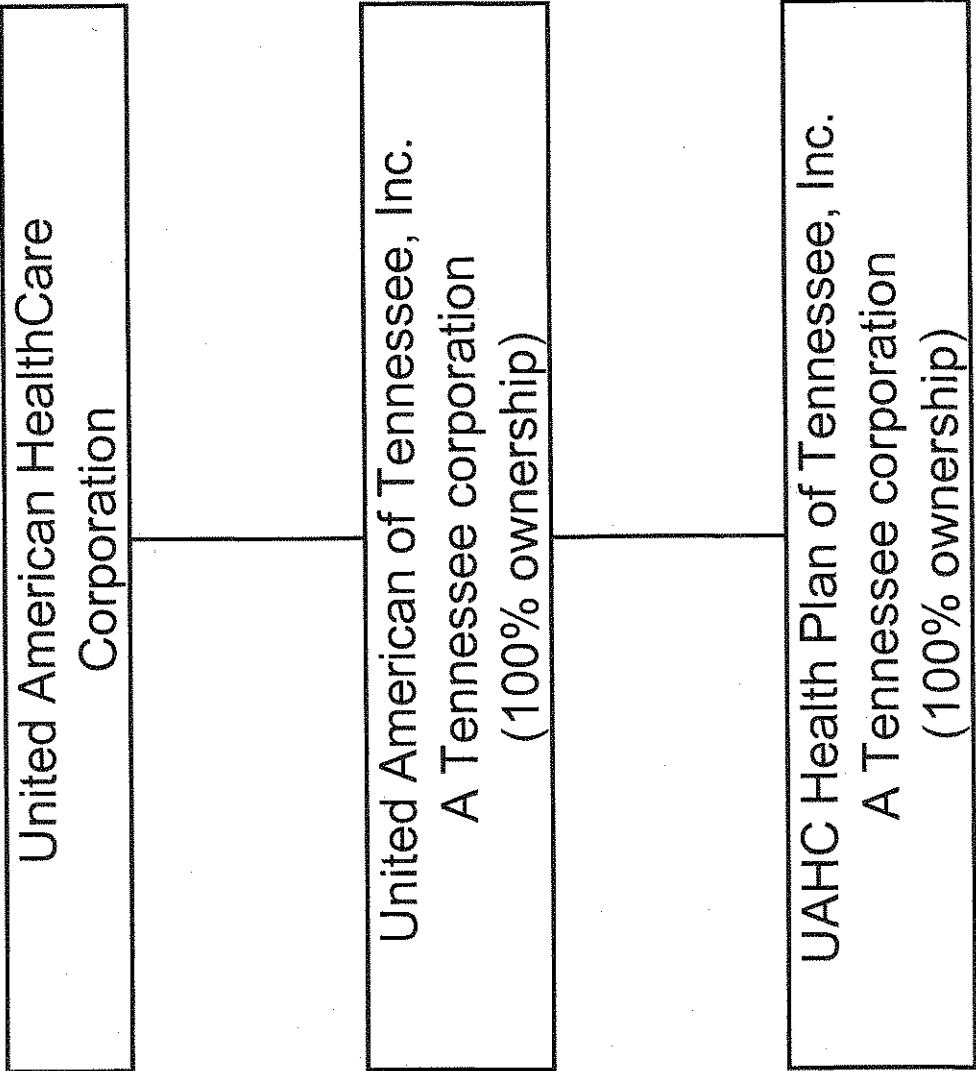 United American HealthCare
Corporation
United American of Tennessee, Inc.
A Tennessee corporation
(100% ownership)
UAHC Health Plan of Tennessee, Inc.
A Tennessee corporation
(100% ownership)